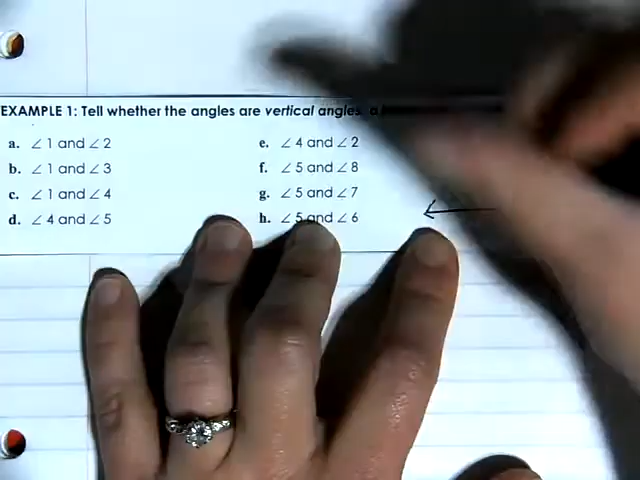 EXAMPLE 1: Tell whether the angles are vertical angles, a
a. ∠1 and ∠2
b. ∠1 and ∠3
c. ∠1 and ∠4
d. ∠4 and ∠5
e. ∠4 and ∠2
f. ∠5 and ∠8
g. ∠5 and ∠7
h. ∠5 and ∠6